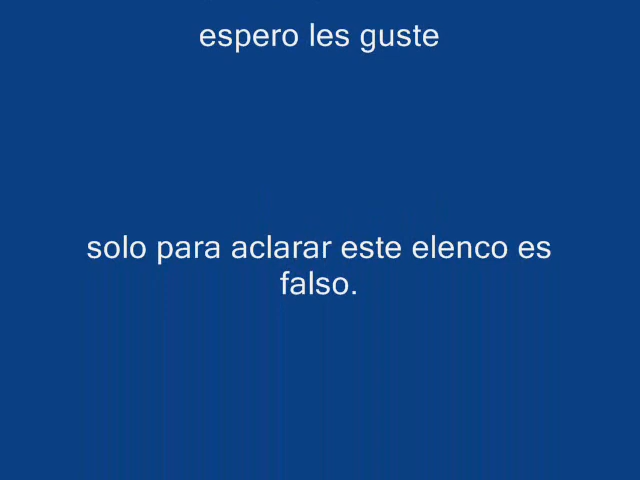 espero les guste
solo para aclarar este elenco es
falso.